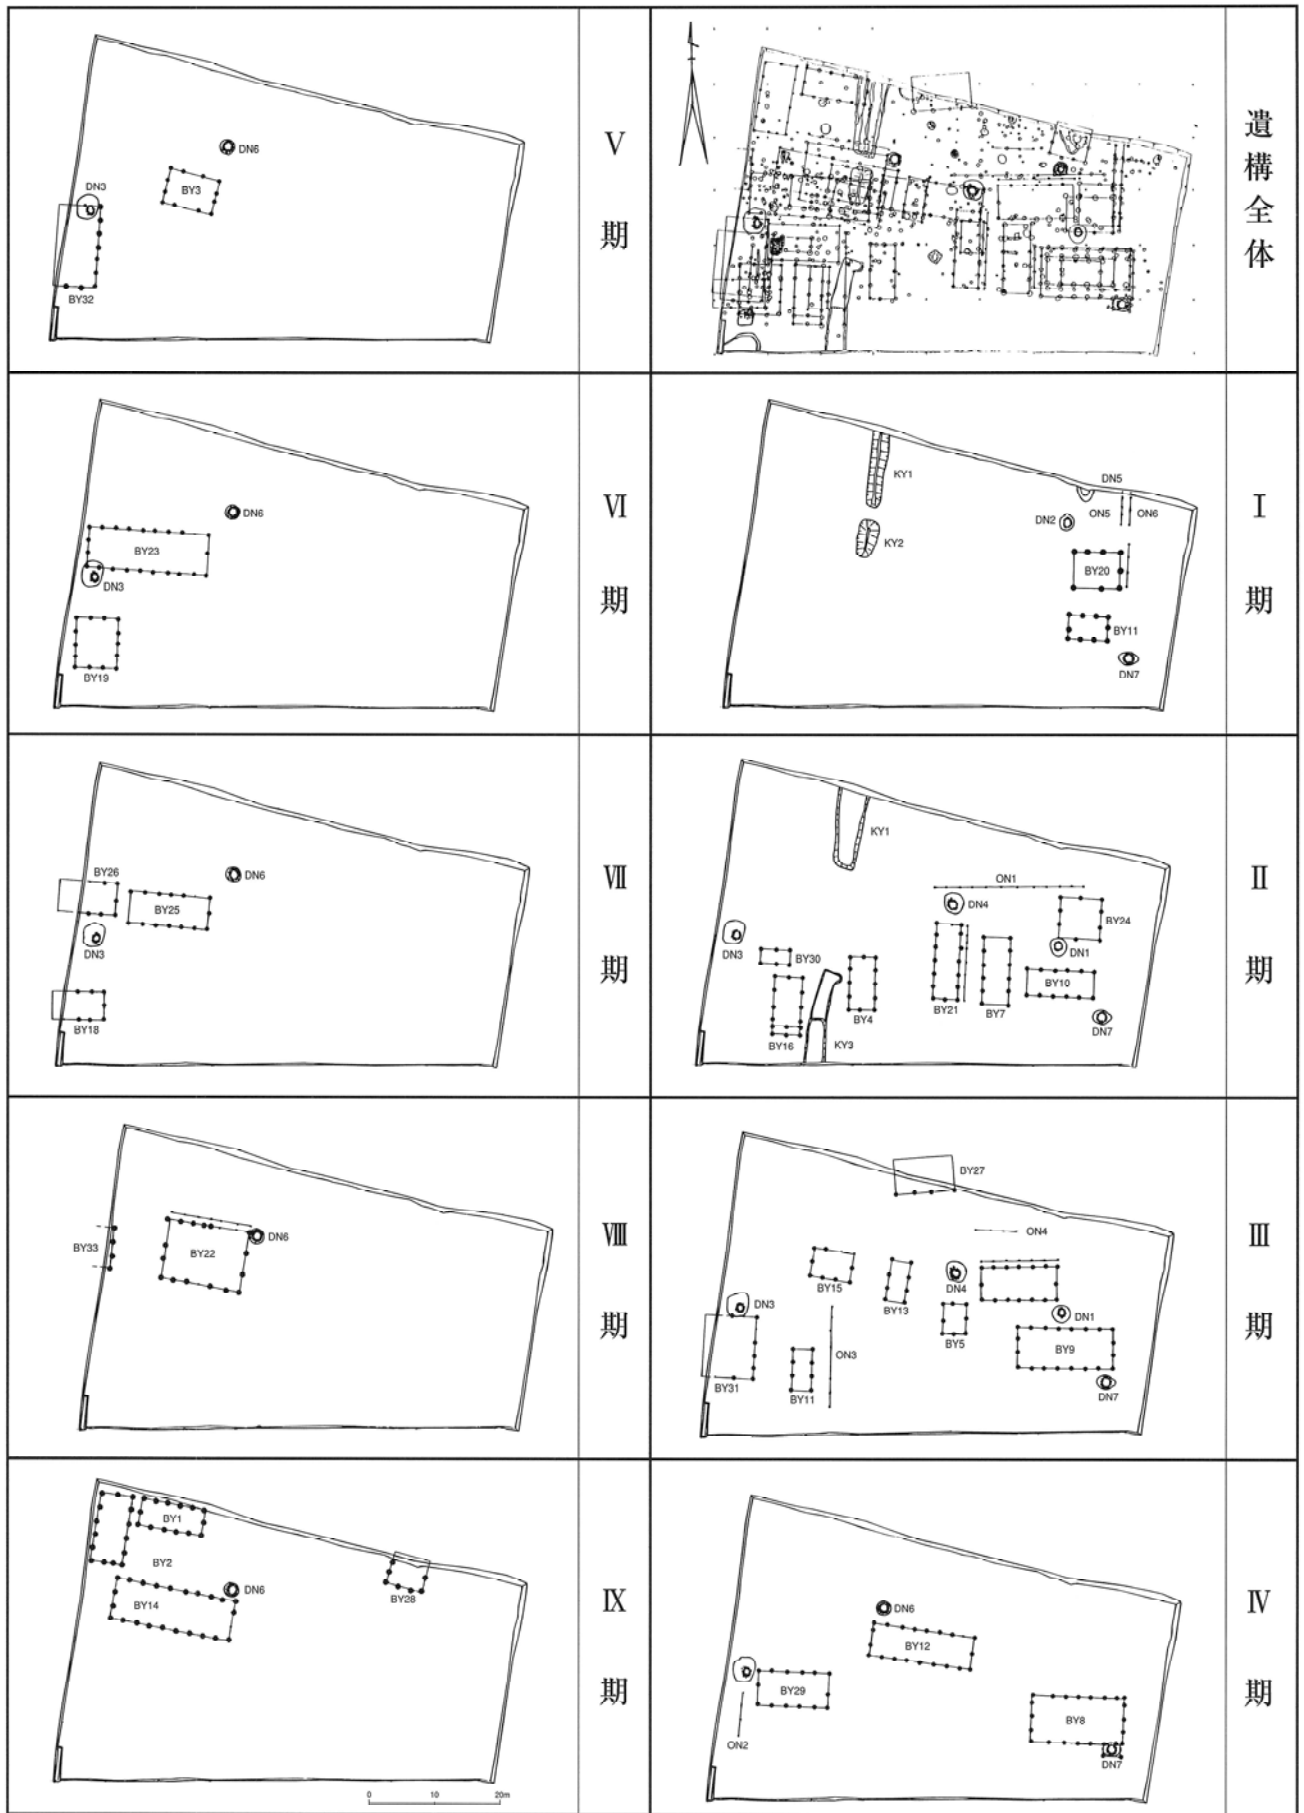 遺構全体
Ⅰ期
KY1
KY2
DN5
DN2
ON5
ON6
BY20
BY11
DN7
Ⅱ期
KY1
ON1
DN4
BY24
DN3
BY30
DN1
BY10
BY16
KY3
BY4
BY21
BY7
DN7
Ⅲ期
BY27
ON4
BY15
BY13
DN4
DN3
DN1
BY5
BY9
ON3
BY31
BY11
DN7
Ⅳ期
DN6
BY12
BY29
BY8
ON2
DN7
Ⅴ期
DN6
BY3
DN3
BY32
Ⅵ期
DN6
BY23
DN3
BY19
Ⅶ期
BY26
DN6
BY25
DN3
BY18
Ⅷ期
BY33
BY22
DN6
Ⅸ期
BY1
BY2
DN6
BY14
BY28
0 10 20m